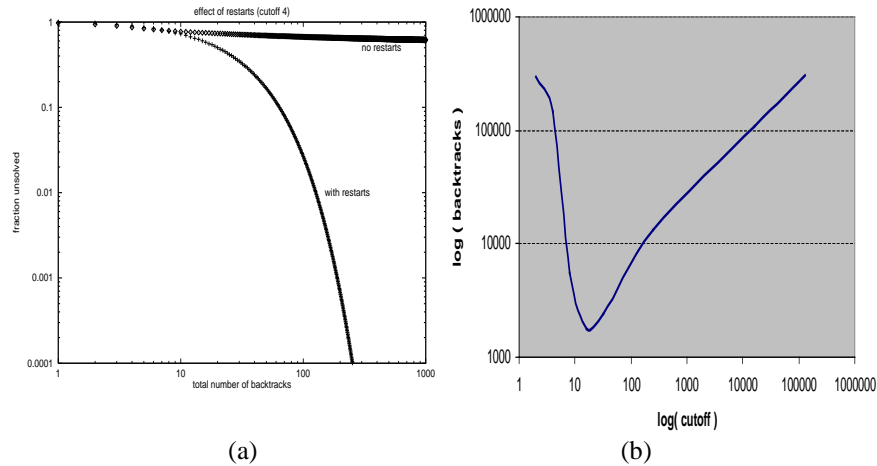 effect of restarts (cutoff 4)
1
0.1
0.01
0.001
0.0001
fraction unsolved
no restarts
with restarts
1 10 100 1000
total number of backtracks
(a)
1000000
100000
10000
1000
log ( backtracks )
1 10 100 1000 10000 100000 1000000
log( cutoff )
(b)